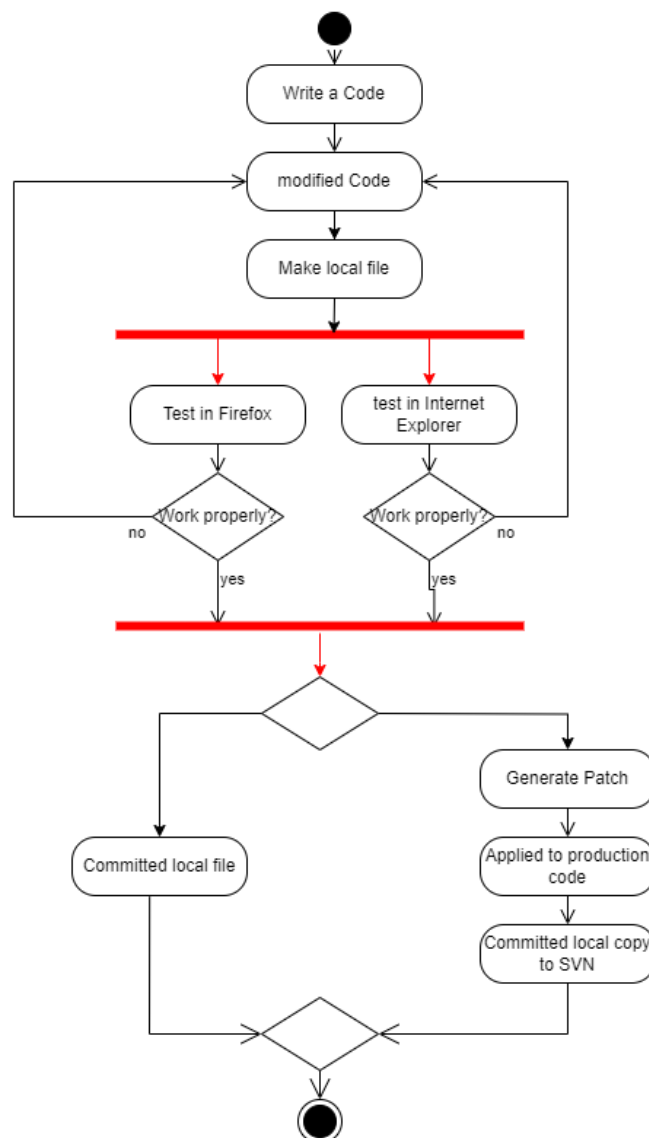 Write a Code
modified Code
Make local file
Test in Firefox
test in Internet
Explorer
Work properly?
no
yes
Work properly?
no
yes
Generate Patch
Applied to production
code
Committed local file
Committed local copy
to SVN